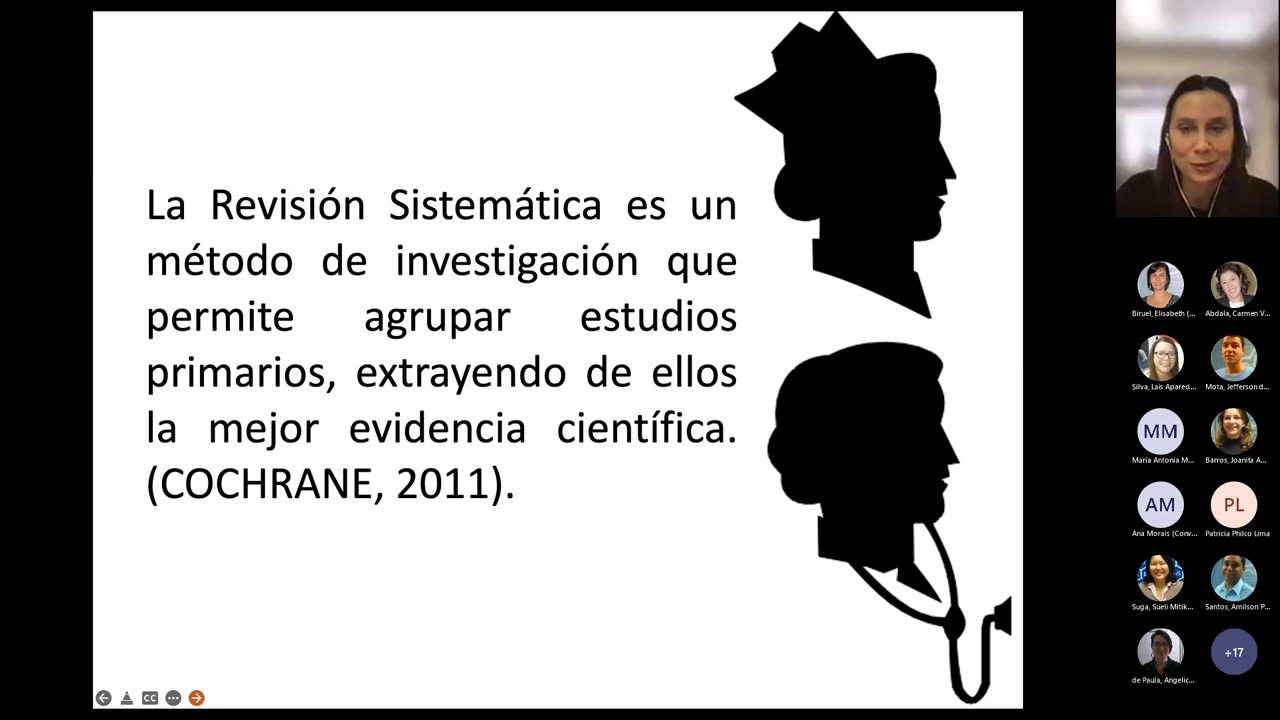 La Revisión Sistemática es un
método de investigación que
permite agrupar estudios
primarios, extrayendo de ellos
la mejor evidencia científica.
(COCHRANE, 2011).
CC
Biruel, Elisabeth (...
Abdala, Carmen V...
Silva, Lais Apared...
Mota, Jefferson d...
MM
María Antonia M...
Barros, Joanita A...
AM
Ana Morais (Conv...
PL
Patricia Philco Lima
Suga, Sueli Mitik...
Santos, Amilson P...
de Paula, Angelic...
+17